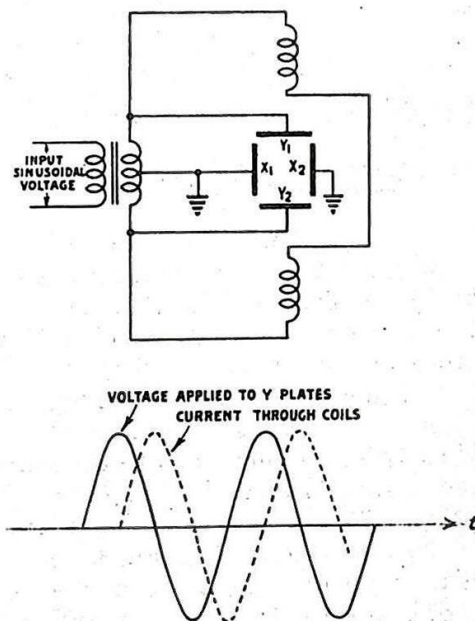 INPUT
SINUSOIDAL
VOLTAGE
Y1
X1 X2
Y2
VOLTAGE APPLIED TO Y PLATES
CURRENT THROUGH COILS
t